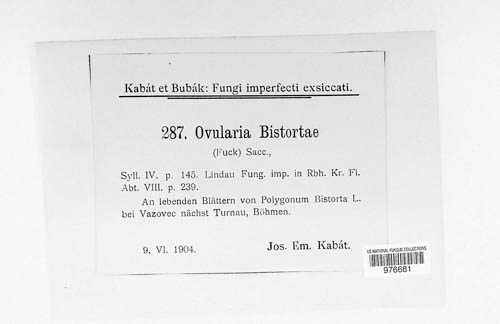 Kabát et Bubák: Fungi imperfecti exsiccati.
287. Ovularia Bistortae
(Fuck) Sacc.,
Syll. IV. p. 145. Lindau Fung. imp. in Rbh. Kr. Fl.
Abt. VIII. p. 239.
An lebenden Blättern von Polygonum Bistorta L.
bei Vazovec nächst Turnau, Böhmen.
9. VI. 1904. Jos. Em. Kabát.
US NATIONAL FUNGUS COLLECTIONS
976681